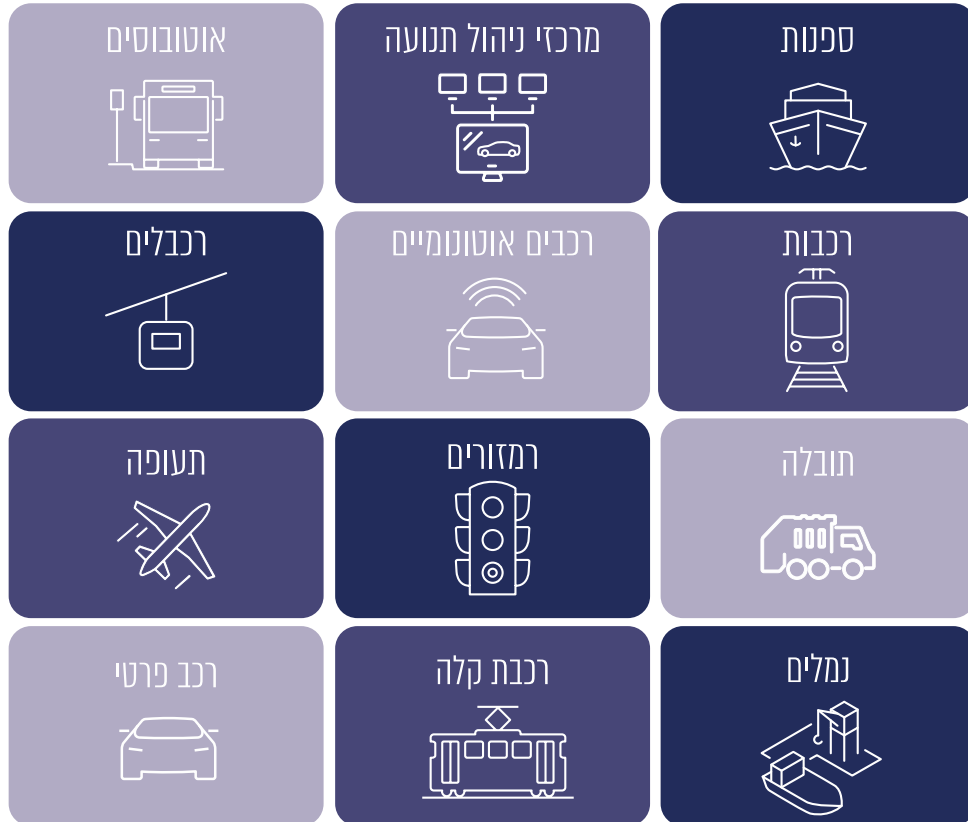 ספנות
מרכזי ניהול תנועה
אוטובוסים
רכבות
רכבים אוטונומיים
רכבלים
תובלה
רמזורים
תעופה
נמלים
רכבת קלה
רכב פרטי